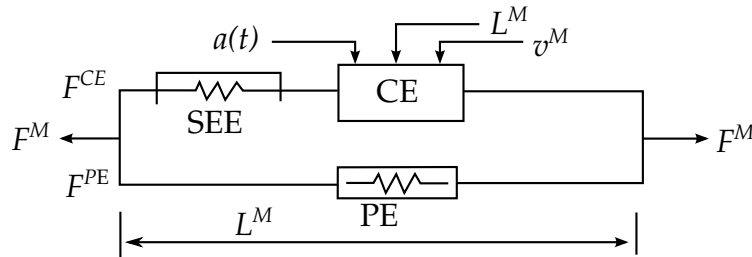 L^M
a(t)
v^M
F^{CE}
CE
SEE
F^M
F^M
F^{PE}
PE
L^M